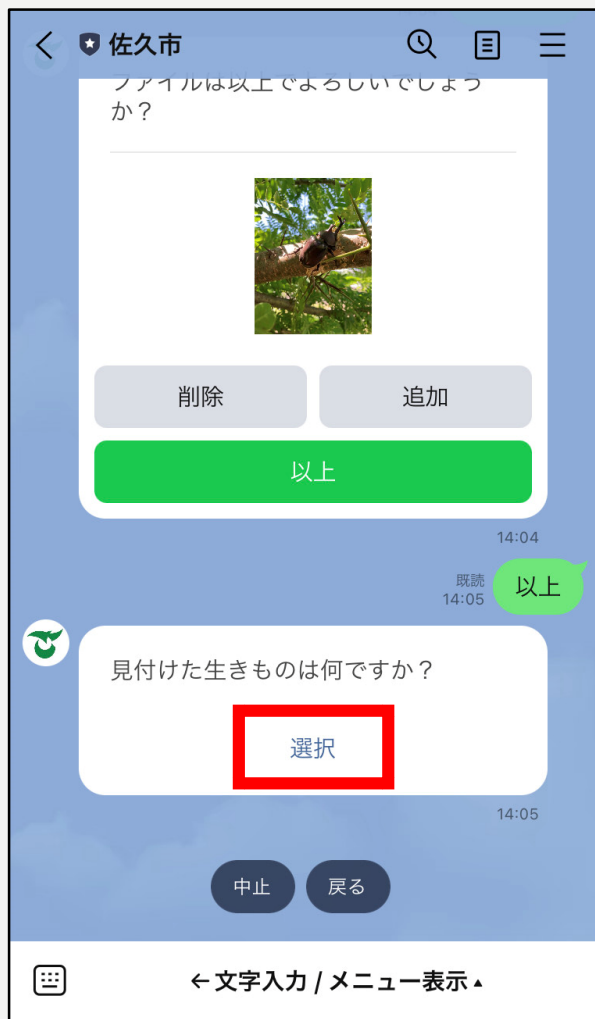 佐久市
ファイルは以上でよろしいでしょう
か？
削除
追加
以上
14:04
既読
14:05
以上
見付けた生きものは何ですか？
選択
14:05
中止
戻る
←文字入力 / メニュー表示▲